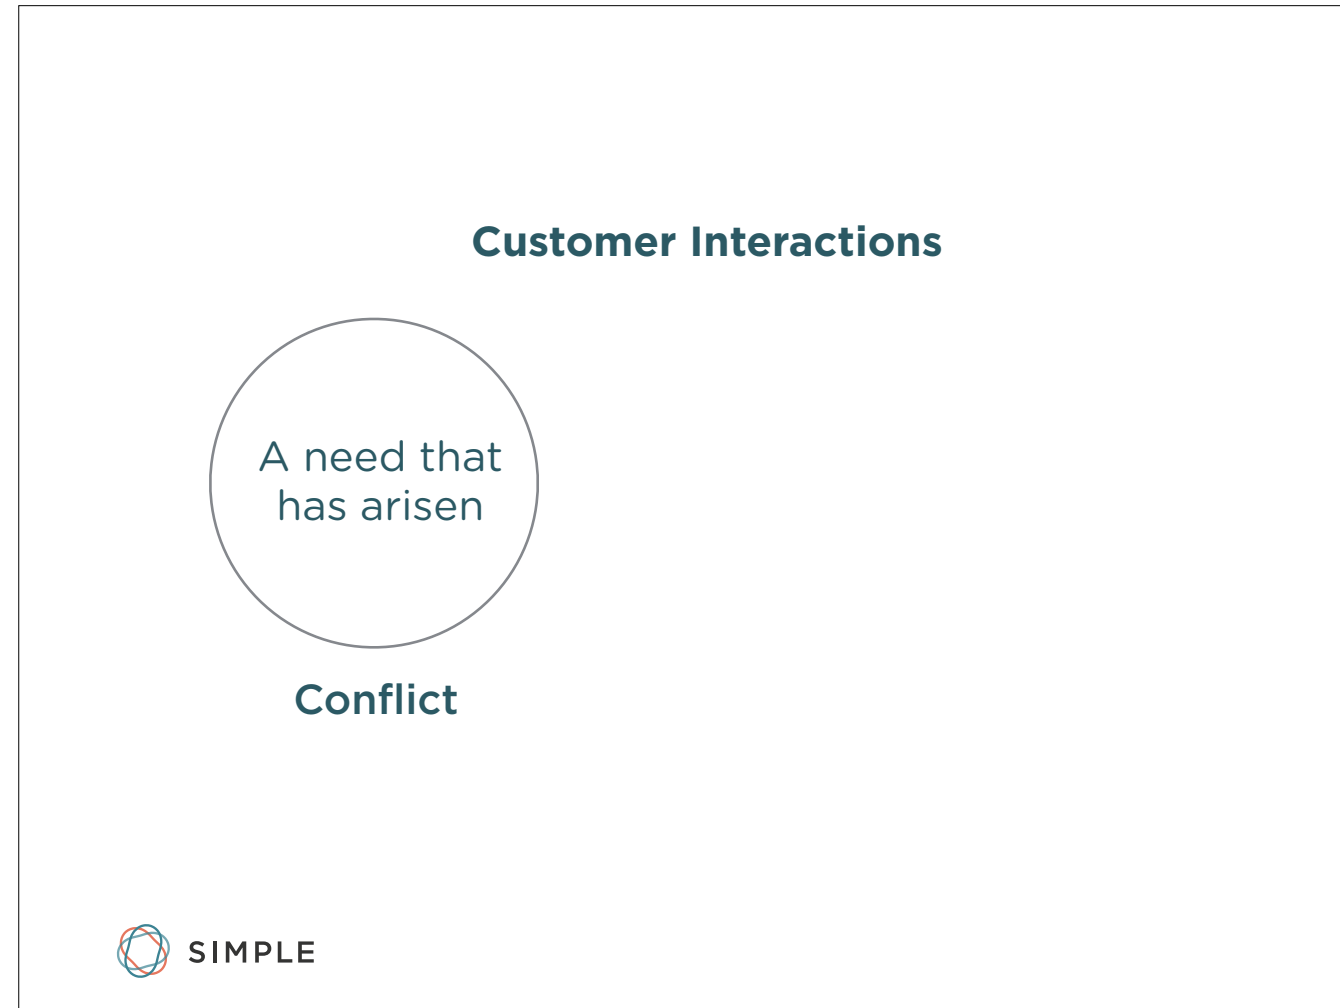 Customer Interactions
A need that
has arisen
Conflict
SIMPLE